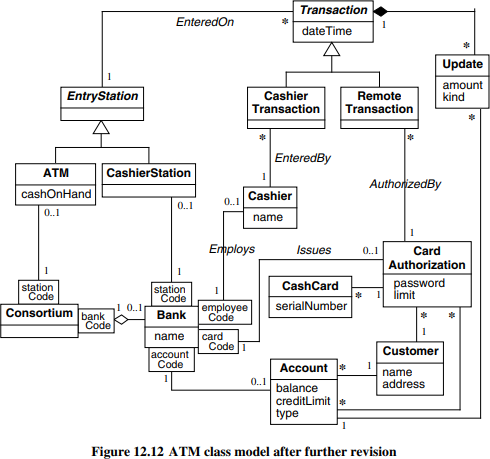 Transaction
dateTime
EnteredOn
*
1
*
Update
amount
kind
*
1
EntryStation
Cashier
Transaction
Remote
Transaction
*
*
EnteredBy
AuthorizedBy
ATM
cashOnHand
CashierStation
0..1
0..1
1
Cashier
name
0..1
Employs
Issues
0..1
1
Card
Authorization
password
limit
CashCard
serialNumber
*
1
*
*
1
1
1
station
Code
station
Code
1
Consortium
bank
Code
1
0..1
Bank
name
employee
Code
card
Code
1
account
Code
1
0..1
Account
balance
creditLimit
type
*
1
*
1
Customer
name
address
Figure 12.12 ATM class model after further revision